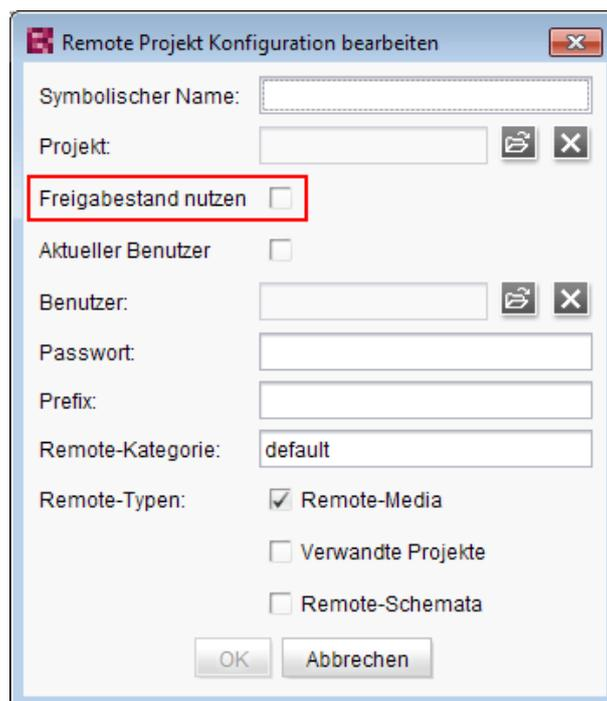 Remote Projekt Konfiguration bearbeiten
Symbolischer Name:
Projekt:
Freigabestand nutzen
Aktueller Benutzer
Benutzer:
Passwort:
Prefix:
Remote-Kategorie: default
Remote-Typen: Remote-Media
Verwandte Projekte
Remote-Schemata
OK Abbrechen